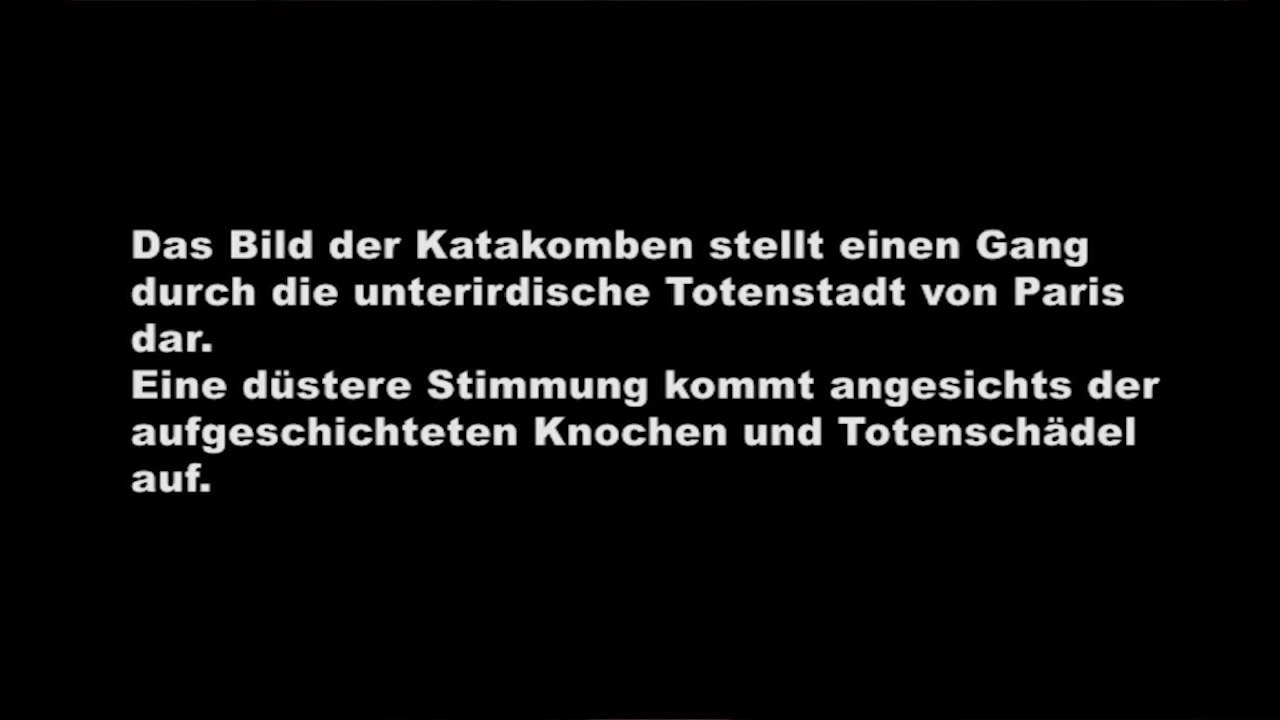 Das Bild der Katakomben stellt einen Gang
durch die unterirdische Totenstadt von Paris
dar.
Eine düstere Stimmung kommt angesichts der
aufgeschichteten Knochen und Totenschädel
auf.